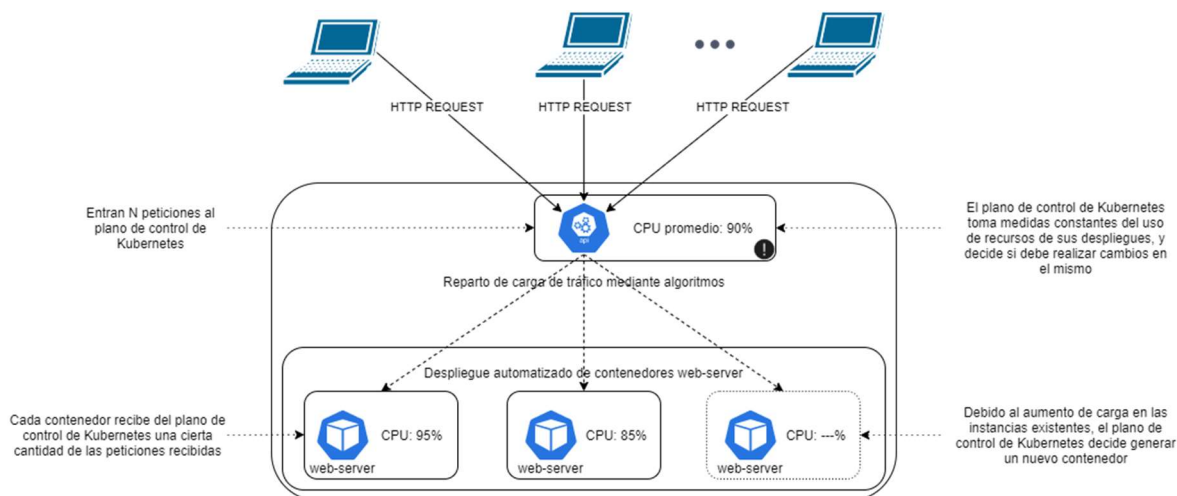 HTTP REQUEST
HTTP REQUEST
HTTP REQUEST
Entran N peticiones al
plano de control de
Kubernetes
api
CPU promedio: 90%
El plano de control de Kubernetes
toma medidas constantes del uso
de recursos de sus despliegues, y
decide si debe realizar cambios en
el mismo
Reparto de carga de tráfico mediante algoritmos
Despliegue automatizado de contenedores web-server
Cada contenedor recibe del plano de
control de Kubernetes una cierta
cantidad de las peticiones recibidas
CPU: 95%
web-server
CPU: 85%
web-server
CPU: ---%
web-server
Debido al aumento de carga en las
instancias existentes, el plano de
control de Kubernetes decide generar
un nuevo contenedor